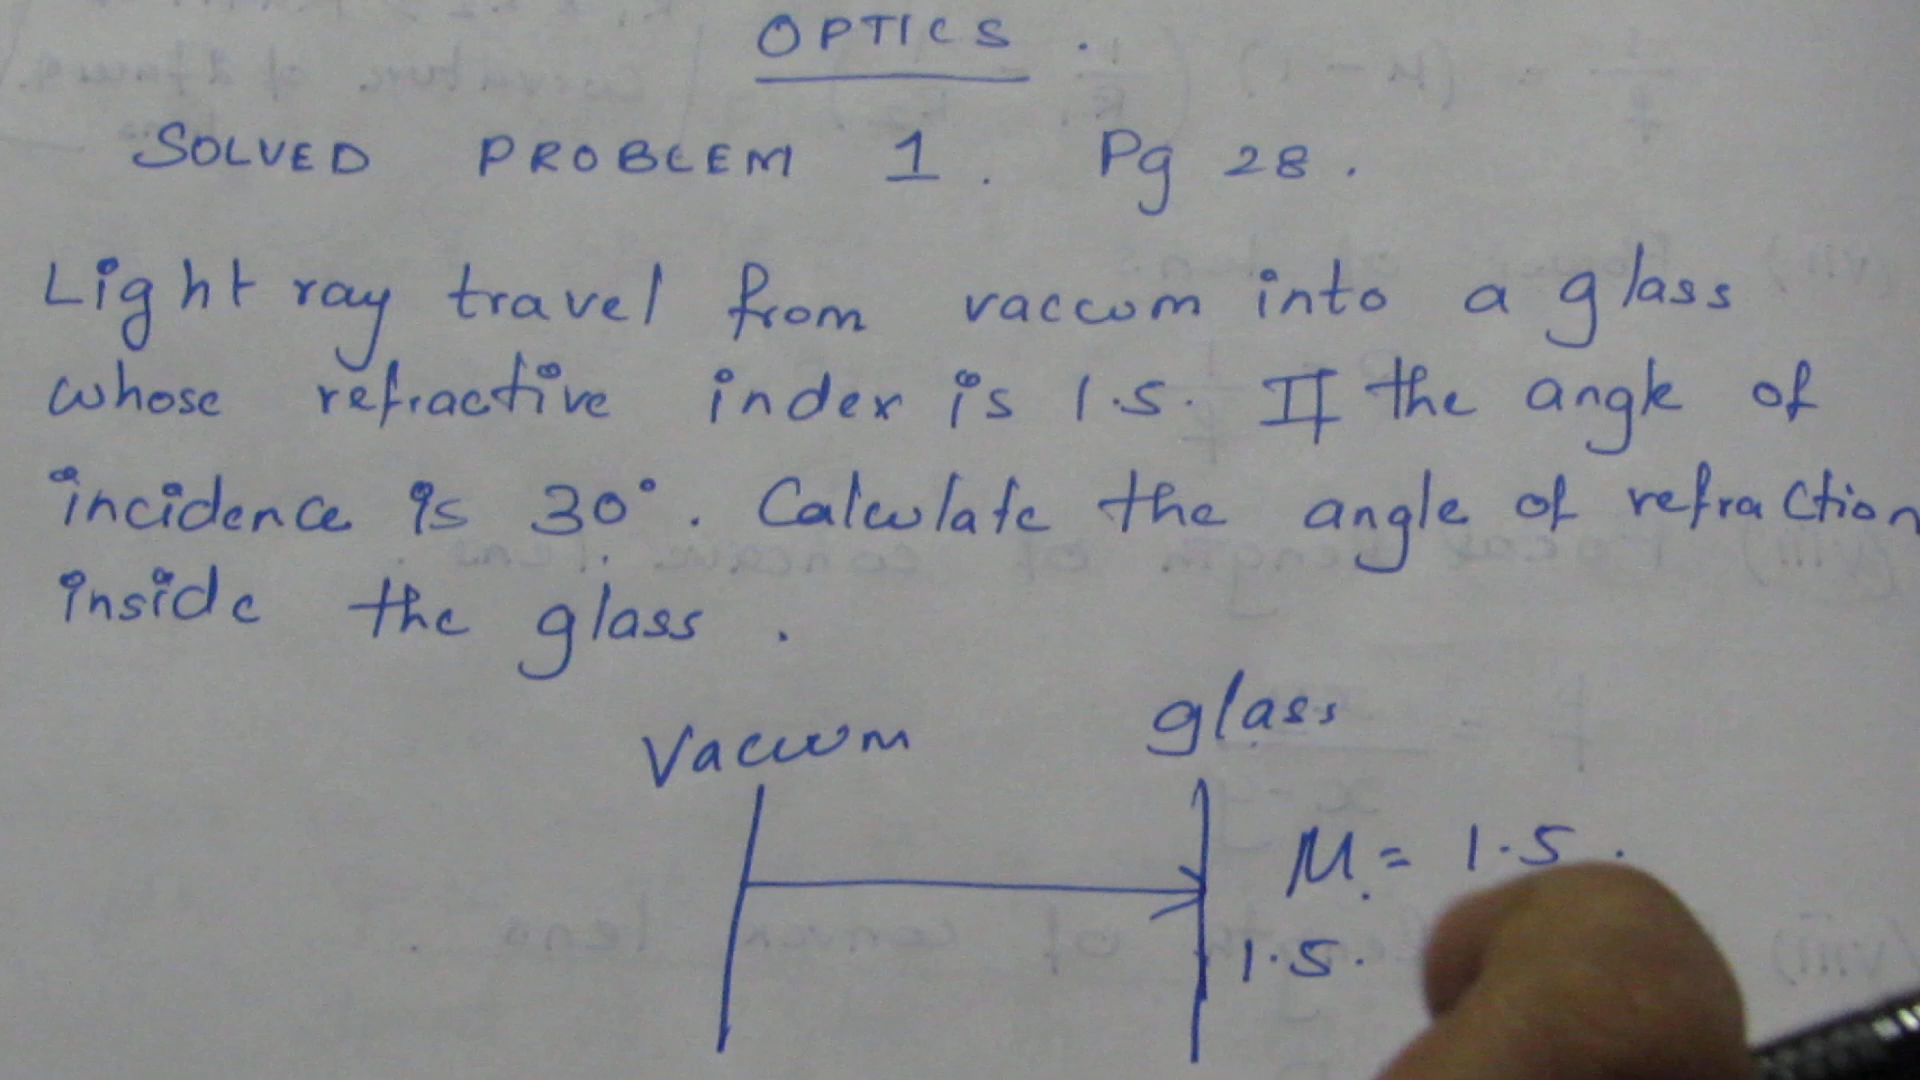 OPTICS.
SOLVED PROBLEM 1. Pg 28.
Light ray travel from vaccum into a glass
whose refractive index is 1.5. If the angle of
incidence is 30°. Calculate the angle of refraction
inside the glass.
Vacuum glass
μ = 1.5.
1.5.